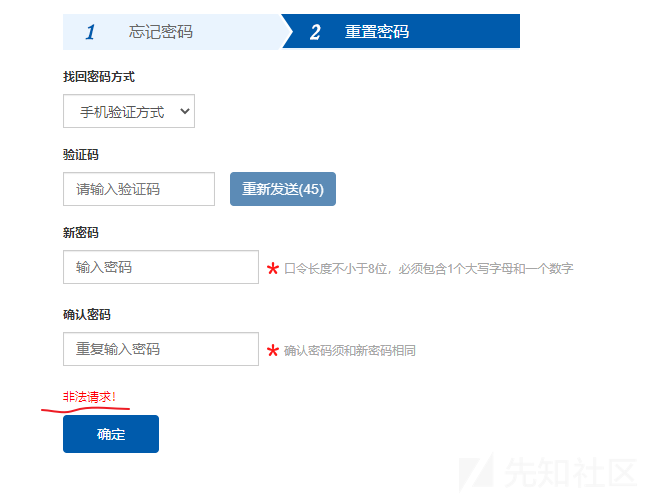 1 忘记密码 2 重置密码
找回密码方式
手机验证方式
验证码
请输入验证码 重新发送(45)
新密码
输入密码 * 口令长度不小于8位，必须包含1个大写字母和一个数字
确认密码
重复输入密码 * 确认密码须和新密码相同
非法请求!
确定
先知社区